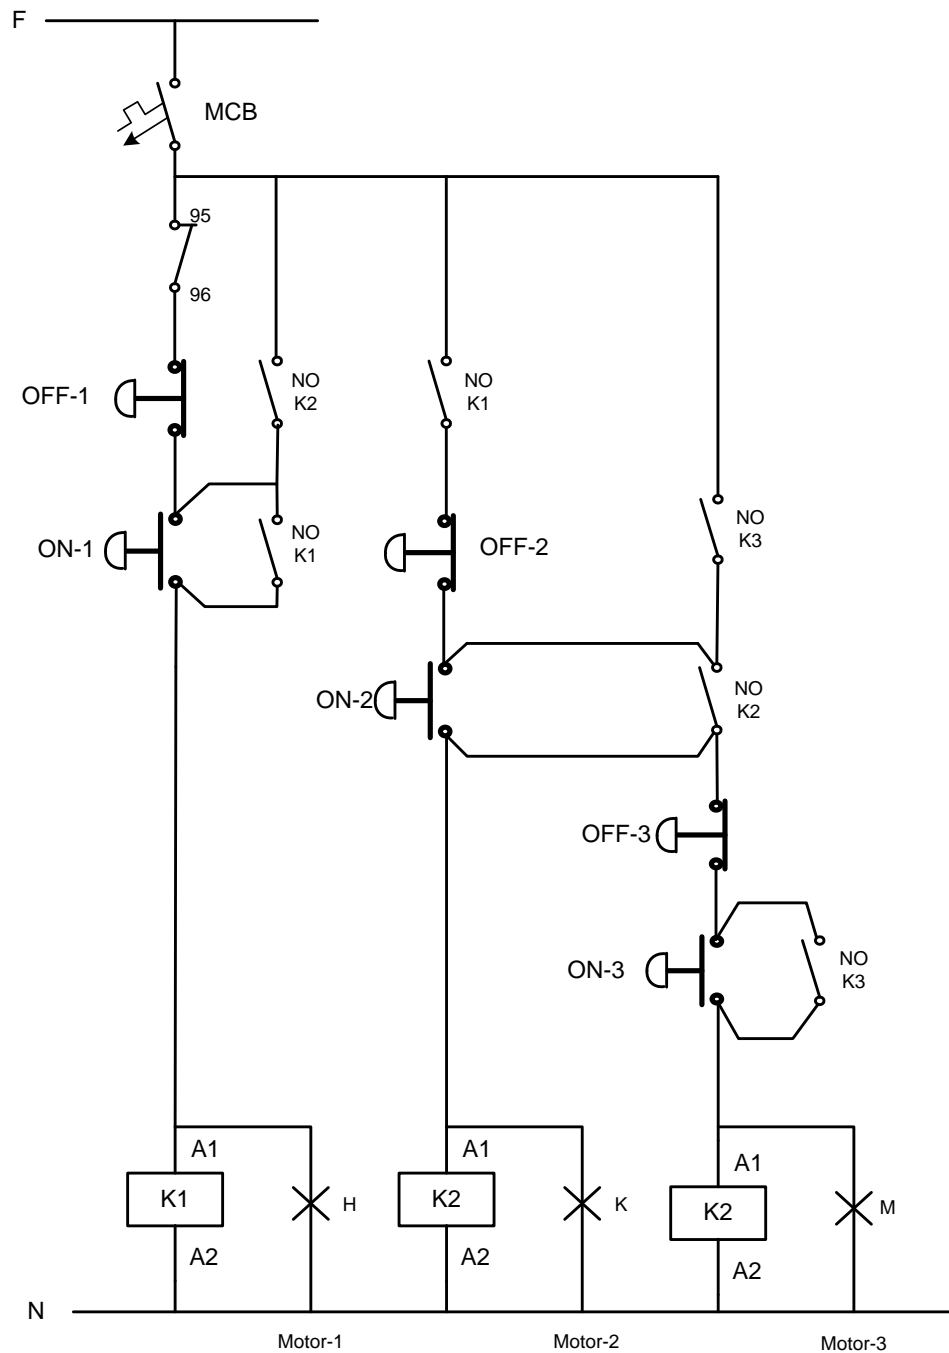 F
MCB
95
96
OFF-1
NO
K2
NO
K1
ON-1
NO
K1
OFF-2
NO
K3
ON-2
NO
K2
OFF-3
ON-3
NO
K3
A1
K1
A2
H
A1
K2
A2
K
A1
K2
A2
M
N
Motor-1
Motor-2
Motor-3